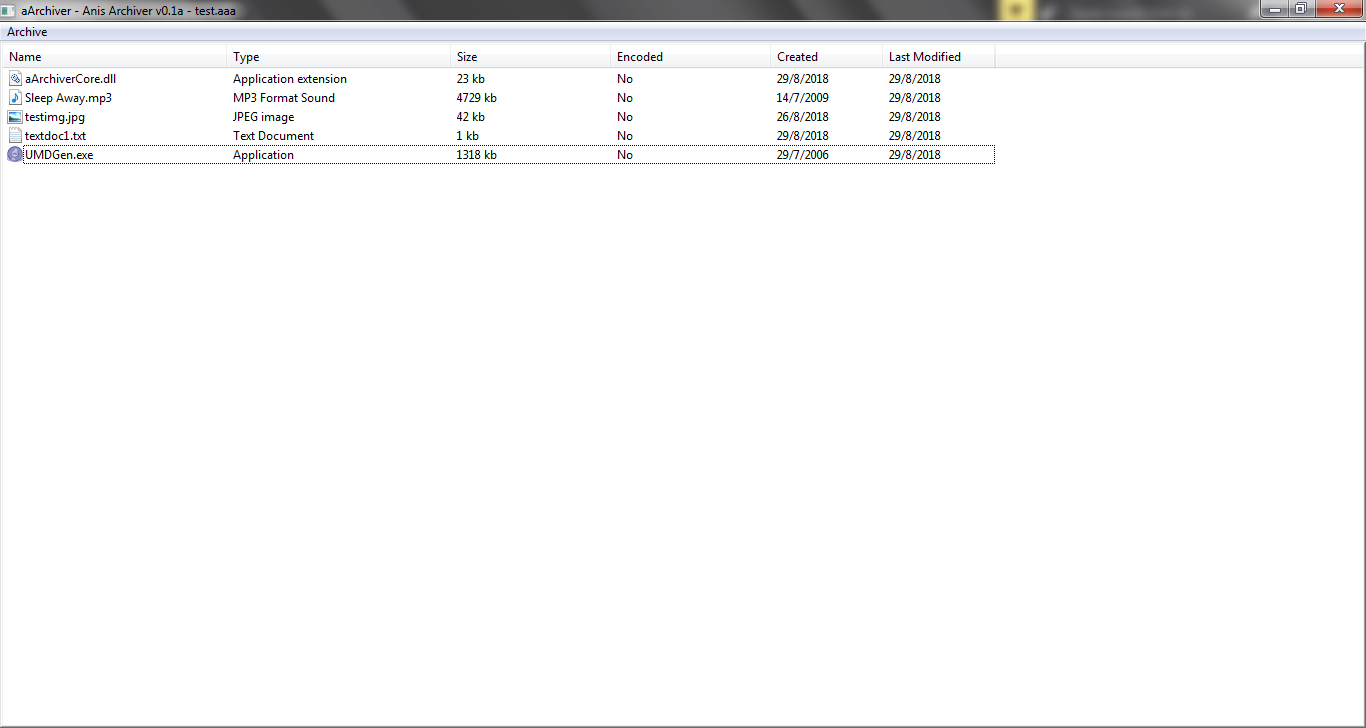 aArchiver - Anis Archiver v0.1a - test.aaa
Archive
Name Type Size Encoded Created Last Modified
aArchiverCore.dll Application extension 23 kb No 29/8/2018 29/8/2018
Sleep Away.mp3 MP3 Format Sound 4729 kb No 14/7/2009 29/8/2018
testimg.jpg JPEG image 42 kb No 26/8/2018 29/8/2018
textdoc1.txt Text Document 1 kb No 29/8/2018 29/8/2018
UMDGen.exe Application 1318 kb No 29/7/2006 29/8/2018